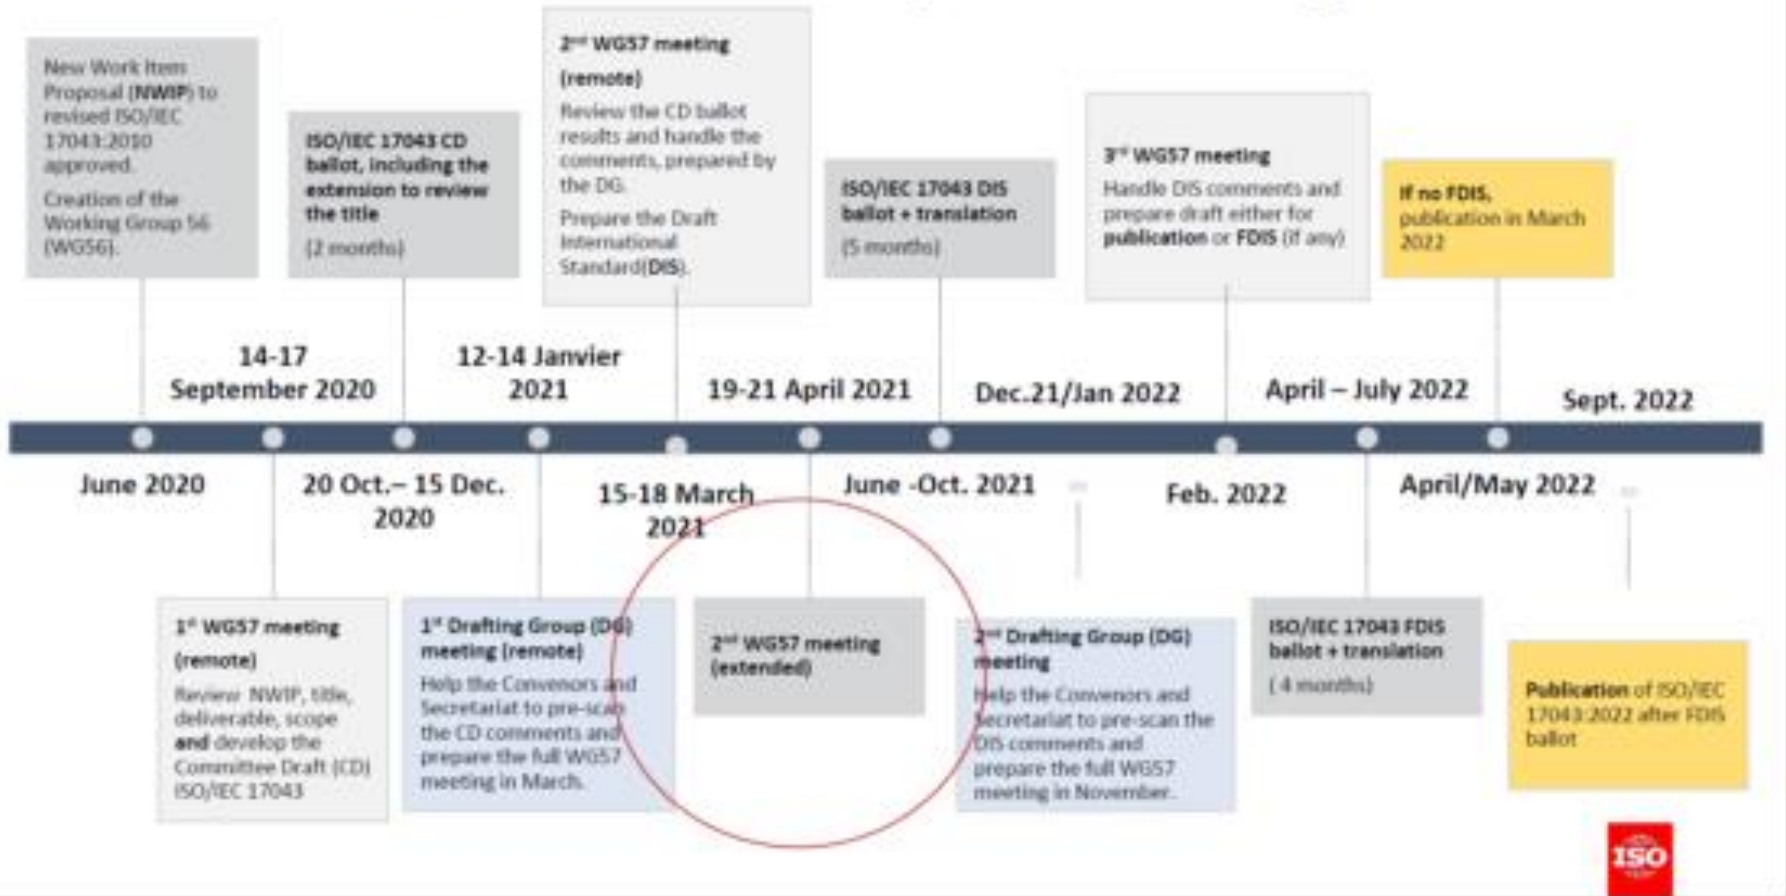 New Work Item
Proposal (NWIP) to
revised ISO/IEC
17043:2010
approved.
Creation of the
Working Group 56
(WG56).
ISO/IEC 17043 CD
ballot, including the
extension to review
the title
(2 months)
2nd WG57 meeting
(remote)
Review the CD ballot
results and handle the
comments, prepared by
the DG.
Prepare the Draft
International
Standard(DIS).
ISO/IEC 17043 DIS
ballot + translation
(5 months)
3rd WG57 meeting
Handle DIS comments and
prepare draft either for
publication or FDIS (if any)
If no FDIS,
publication in March
2022
14-17
September 2020
12-14 Janvier
2021
19-21 April 2021
Dec.21/Jan 2022
April – July 2022
Sept. 2022
June 2020
20 Oct.– 15 Dec.
2020
15-18 March
2021
June -Oct. 2021
Feb. 2022
April/May 2022
1st WG57 meeting
(remote)
Review NWIP, title,
deliverable, scope
and develop the
Committee Draft (CD)
ISO/IEC 17043
1st Drafting Group (DG)
meeting (remote)
Help the Convenors and
Secretariat to pre-scan
the CD comments and
prepare the full WG57
meeting in March.
2nd WG57 meeting
(extended)
2nd Drafting Group (DG)
meeting
Help the Convenors and
Secretariat to pre-scan the
DIS comments and
prepare the full WG57
meeting in November.
ISO/IEC 17043 FDIS
ballot + translation
( 4 months)
Publication of ISO/IEC
17043:2022 after FDIS
ballot
ISO